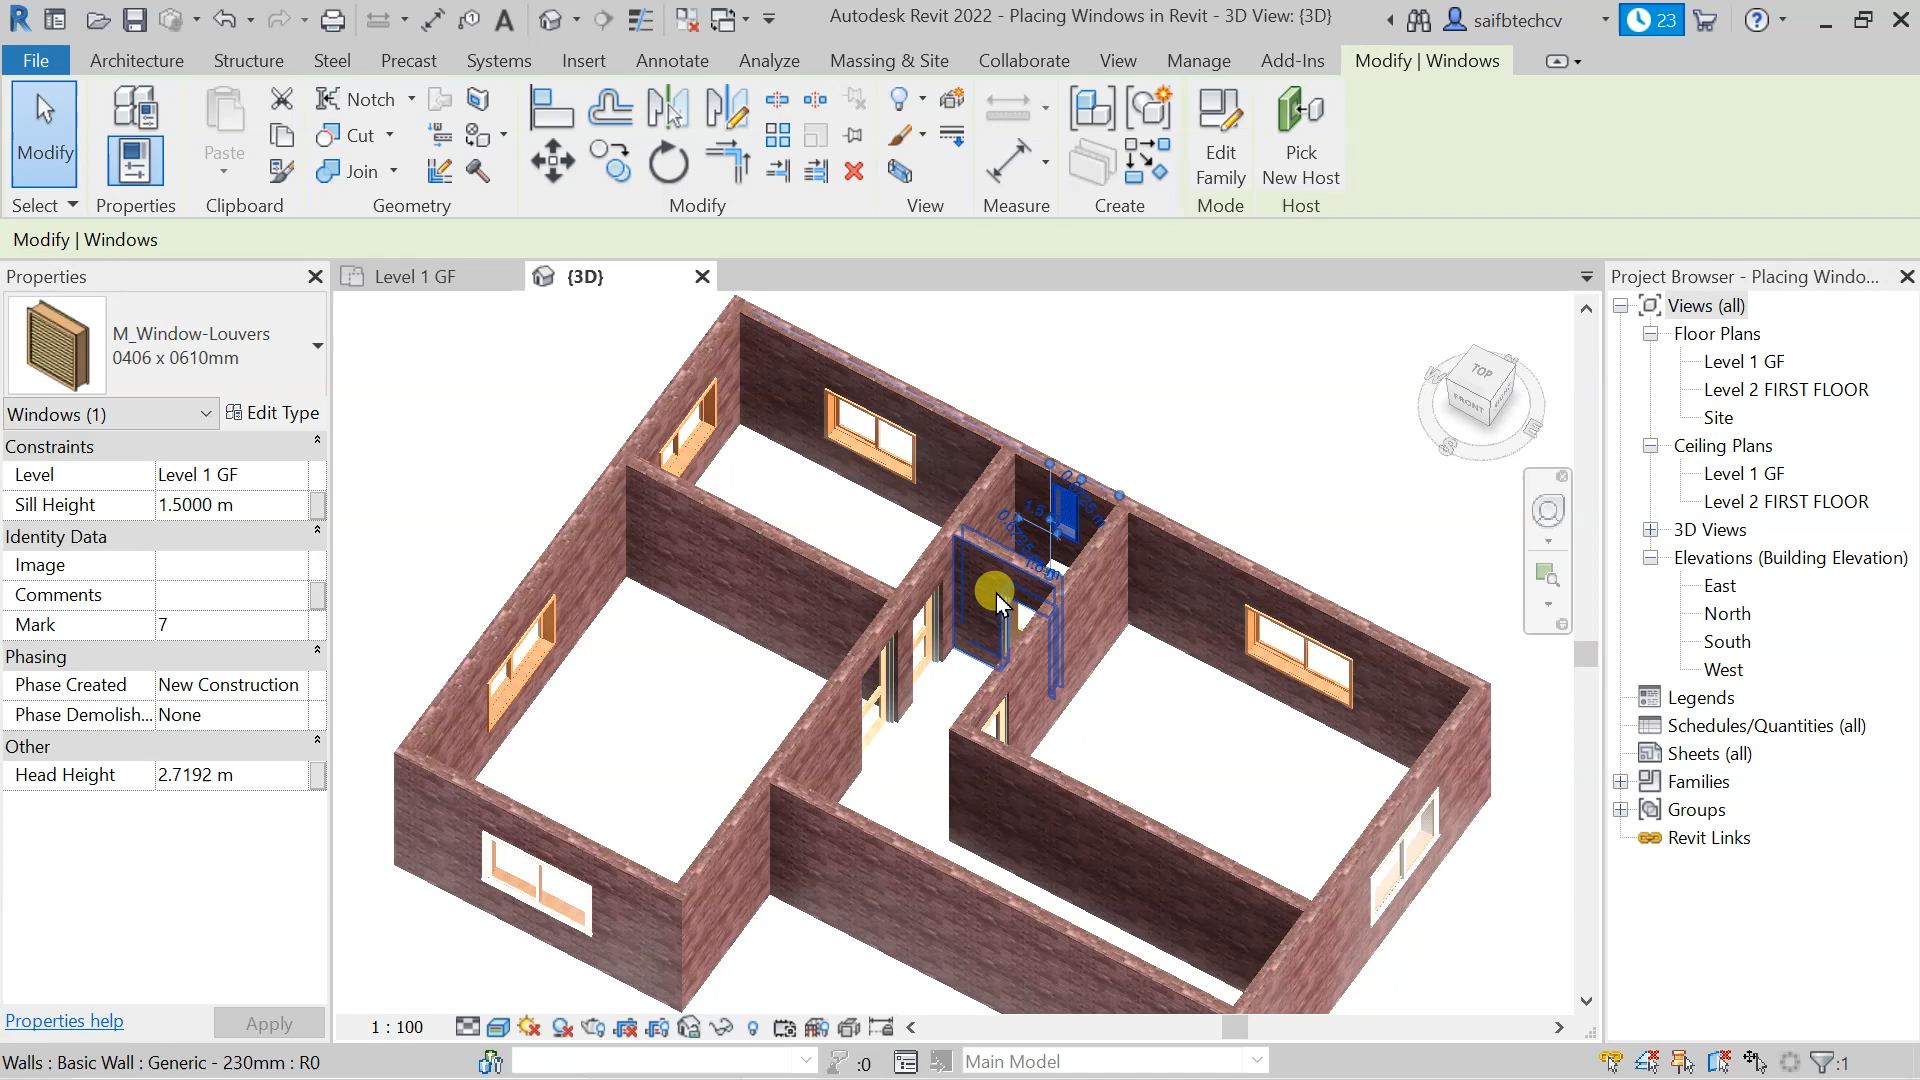 Autodesk Revit 2022 - Placing Windows in Revit - 3D View: {3D}
saifbtechcv
23
File Architecture Structure Steel Precast Systems Insert Annotate Analyze Massing & Site Collaborate View Manage Add-Ins Modify | Windows
Modify
Paste
Notch
Cut
Join
Edit Family
Pick New Host
Select Properties Clipboard Geometry Modify View Measure Create Mode Host
Modify | Windows
Properties
Level 1 GF
{3D}
Project Browser - Placing Windo...
M_Window-Louvers
0406 x 0610mm
Windows (1)
Edit Type
Constraints
Level Level 1 GF
Sill Height 1.5000 m
Identity Data
Image
Comments
Mark 7
Phasing
Phase Created New Construction
Phase Demolish... None
Other
Head Height 2.7192 m
Properties help
Apply
TOP
FRONT
W
S
E
Views (all)
Floor Plans
Level 1 GF
Level 2 FIRST FLOOR
Site
Ceiling Plans
Level 1 GF
Level 2 FIRST FLOOR
3D Views
Elevations (Building Elevation)
East
North
South
West
Legends
Schedules/Quantities (all)
Sheets (all)
Families
Groups
Revit Links
1 : 100
Walls : Basic Wall : Generic - 230mm : R0
:0
Main Model
:1